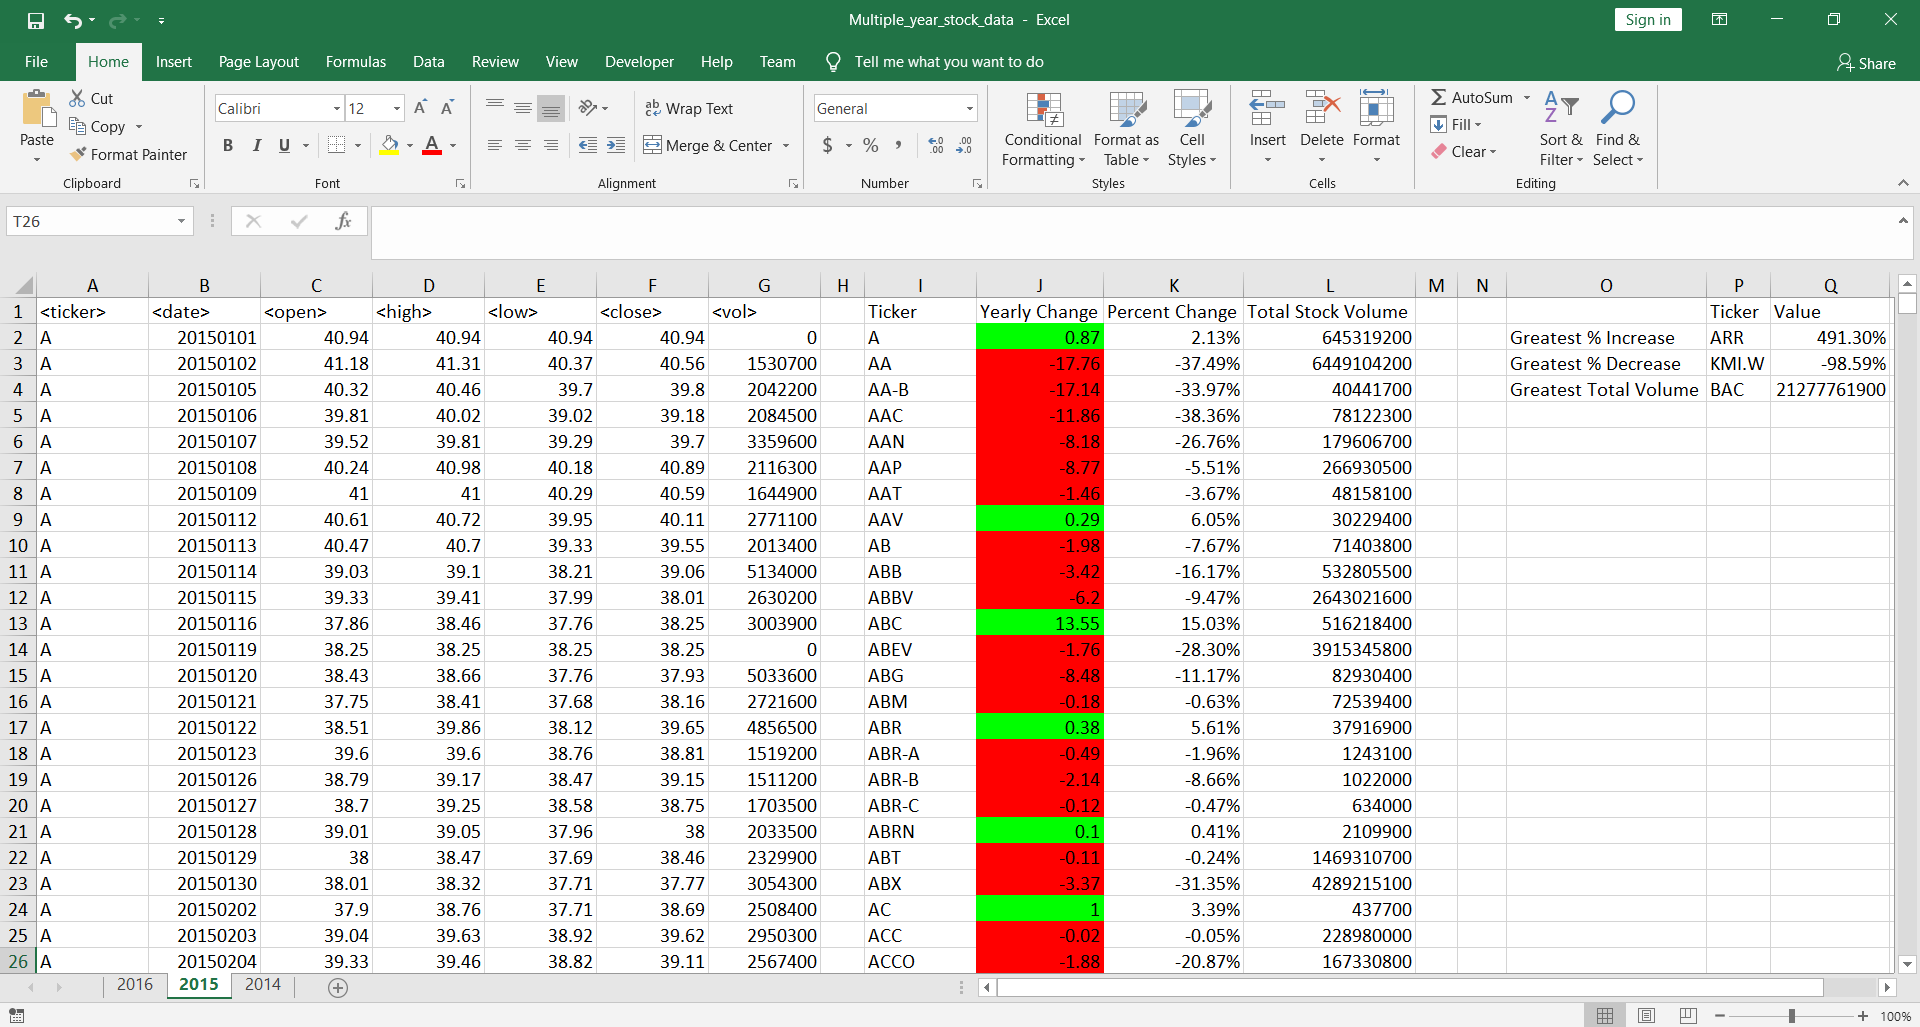 Multiple_year_stock_data - Excel
Sign in
File Home Insert Page Layout Formulas Data Review View Developer Help Team Tell me what you want to do Share
Paste
Cut
Copy
Format Painter
Clipboard
Calibri 12
B I U A
Font
ab Wrap Text
Merge & Center
Alignment
General
$ % ,
Number
Conditional Formatting
Format as Table
Cell Styles
Styles
Insert Delete Format
Cells
AutoSum
Fill
Clear
Sort & Filter
Find & Select
Editing
T26 fx
A B C D E F G H I J K L M N O P Q
1 <ticker> <date> <open> <high> <low> <close> <vol> Ticker Yearly Change Percent Change Total Stock Volume Ticker Value
2 A 20150101 40.94 40.94 40.94 40.94 0 A 0.87 2.13% 645319200 Greatest % Increase ARR 491.30%
3 A 20150102 41.18 41.31 40.37 40.56 1530700 AA -17.76 -37.49% 6449104200 Greatest % Decrease KMI.W -98.59%
4 A 20150105 40.32 40.46 39.7 39.8 2042200 AA-B -17.14 -33.97% 40441700 Greatest Total Volume BAC 21277761900
5 A 20150106 39.81 40.02 39.02 39.18 2084500 AAC -11.86 -38.36% 78122300
6 A 20150107 39.52 39.81 39.29 39.7 3359600 AAN -8.18 -26.76% 179606700
7 A 20150108 40.24 40.98 40.18 40.89 2116300 AAP -8.77 -5.51% 266930500
8 A 20150109 41 41 40.29 40.59 1644900 AAT -1.46 -3.67% 48158100
9 A 20150112 40.61 40.72 39.95 40.11 2771100 AAV 0.29 6.05% 30229400
10 A 20150113 40.47 40.7 39.33 39.55 2013400 AB -1.98 -7.67% 71403800
11 A 20150114 39.03 39.1 38.21 39.06 5134000 ABB -3.42 -16.17% 532805500
12 A 20150115 39.33 39.41 37.99 38.01 2630200 ABBV -6.2 -9.47% 2643021600
13 A 20150116 37.86 38.46 37.76 38.25 3003900 ABC 13.55 15.03% 516218400
14 A 20150119 38.25 38.25 38.25 38.25 0 ABEV -1.76 -28.30% 3915345800
15 A 20150120 38.43 38.66 37.76 37.93 5033600 ABG -8.48 -11.17% 82930400
16 A 20150121 37.75 38.41 37.68 38.16 2721600 ABM -0.18 -0.63% 72539400
17 A 20150122 38.51 39.86 38.12 39.65 4856500 ABR 0.38 5.61% 37916900
18 A 20150123 39.6 39.6 38.76 38.81 1519200 ABR-A -0.49 -1.96% 1243100
19 A 20150126 38.79 39.17 38.47 39.15 1511200 ABR-B -2.14 -8.66% 1022000
20 A 20150127 38.7 39.25 38.58 38.75 1703500 ABR-C -0.12 -0.47% 634000
21 A 20150128 39.01 39.05 37.96 38 2033500 ABRN 0.1 0.41% 2109900
22 A 20150129 38 38.47 37.69 38.46 2329900 ABT -0.11 -0.24% 1469310700
23 A 20150130 38.01 38.32 37.71 37.77 3054300 ABX -3.37 -31.35% 4289215100
24 A 20150202 37.9 38.76 37.71 38.69 2508400 AC 1 3.39% 437700
25 A 20150203 39.04 39.63 38.92 39.62 2950300 ACC -0.02 -0.05% 228980000
26 A 20150204 39.33 39.46 38.82 39.11 2567400 ACCO -1.88 -20.87% 167330800
2016 2015 2014
100%